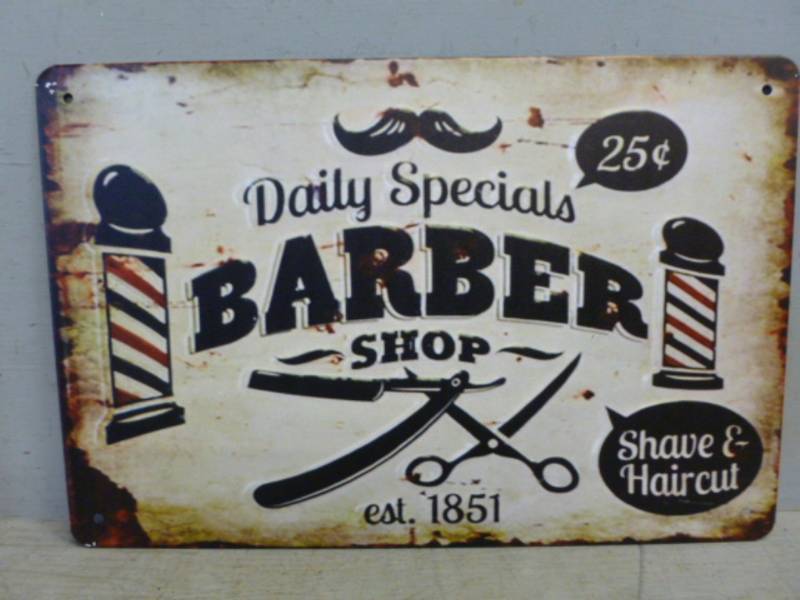 25¢
Daily Specials
BARBER
SHOP
Shave &
Haircut
est. 1851